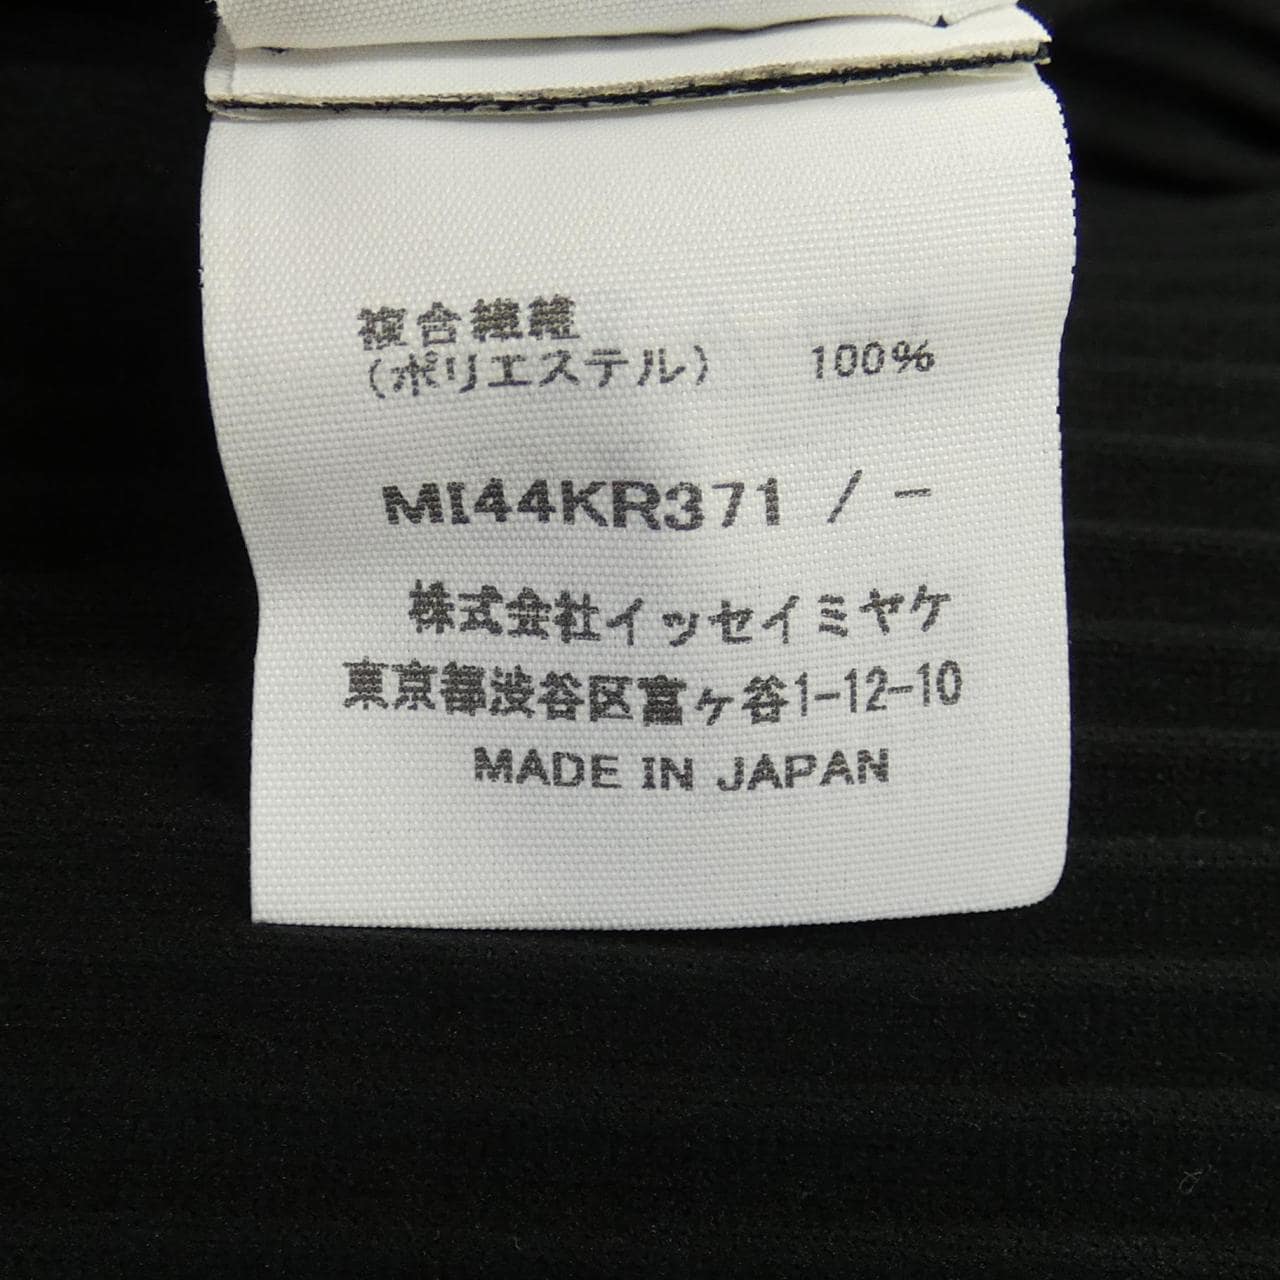 複合繊維
(ポリエステル) 100%
MI44KR371 / -
株式会社イッセイミヤケ
東京都渋谷区富ヶ谷1-12-10
MADE IN JAPAN